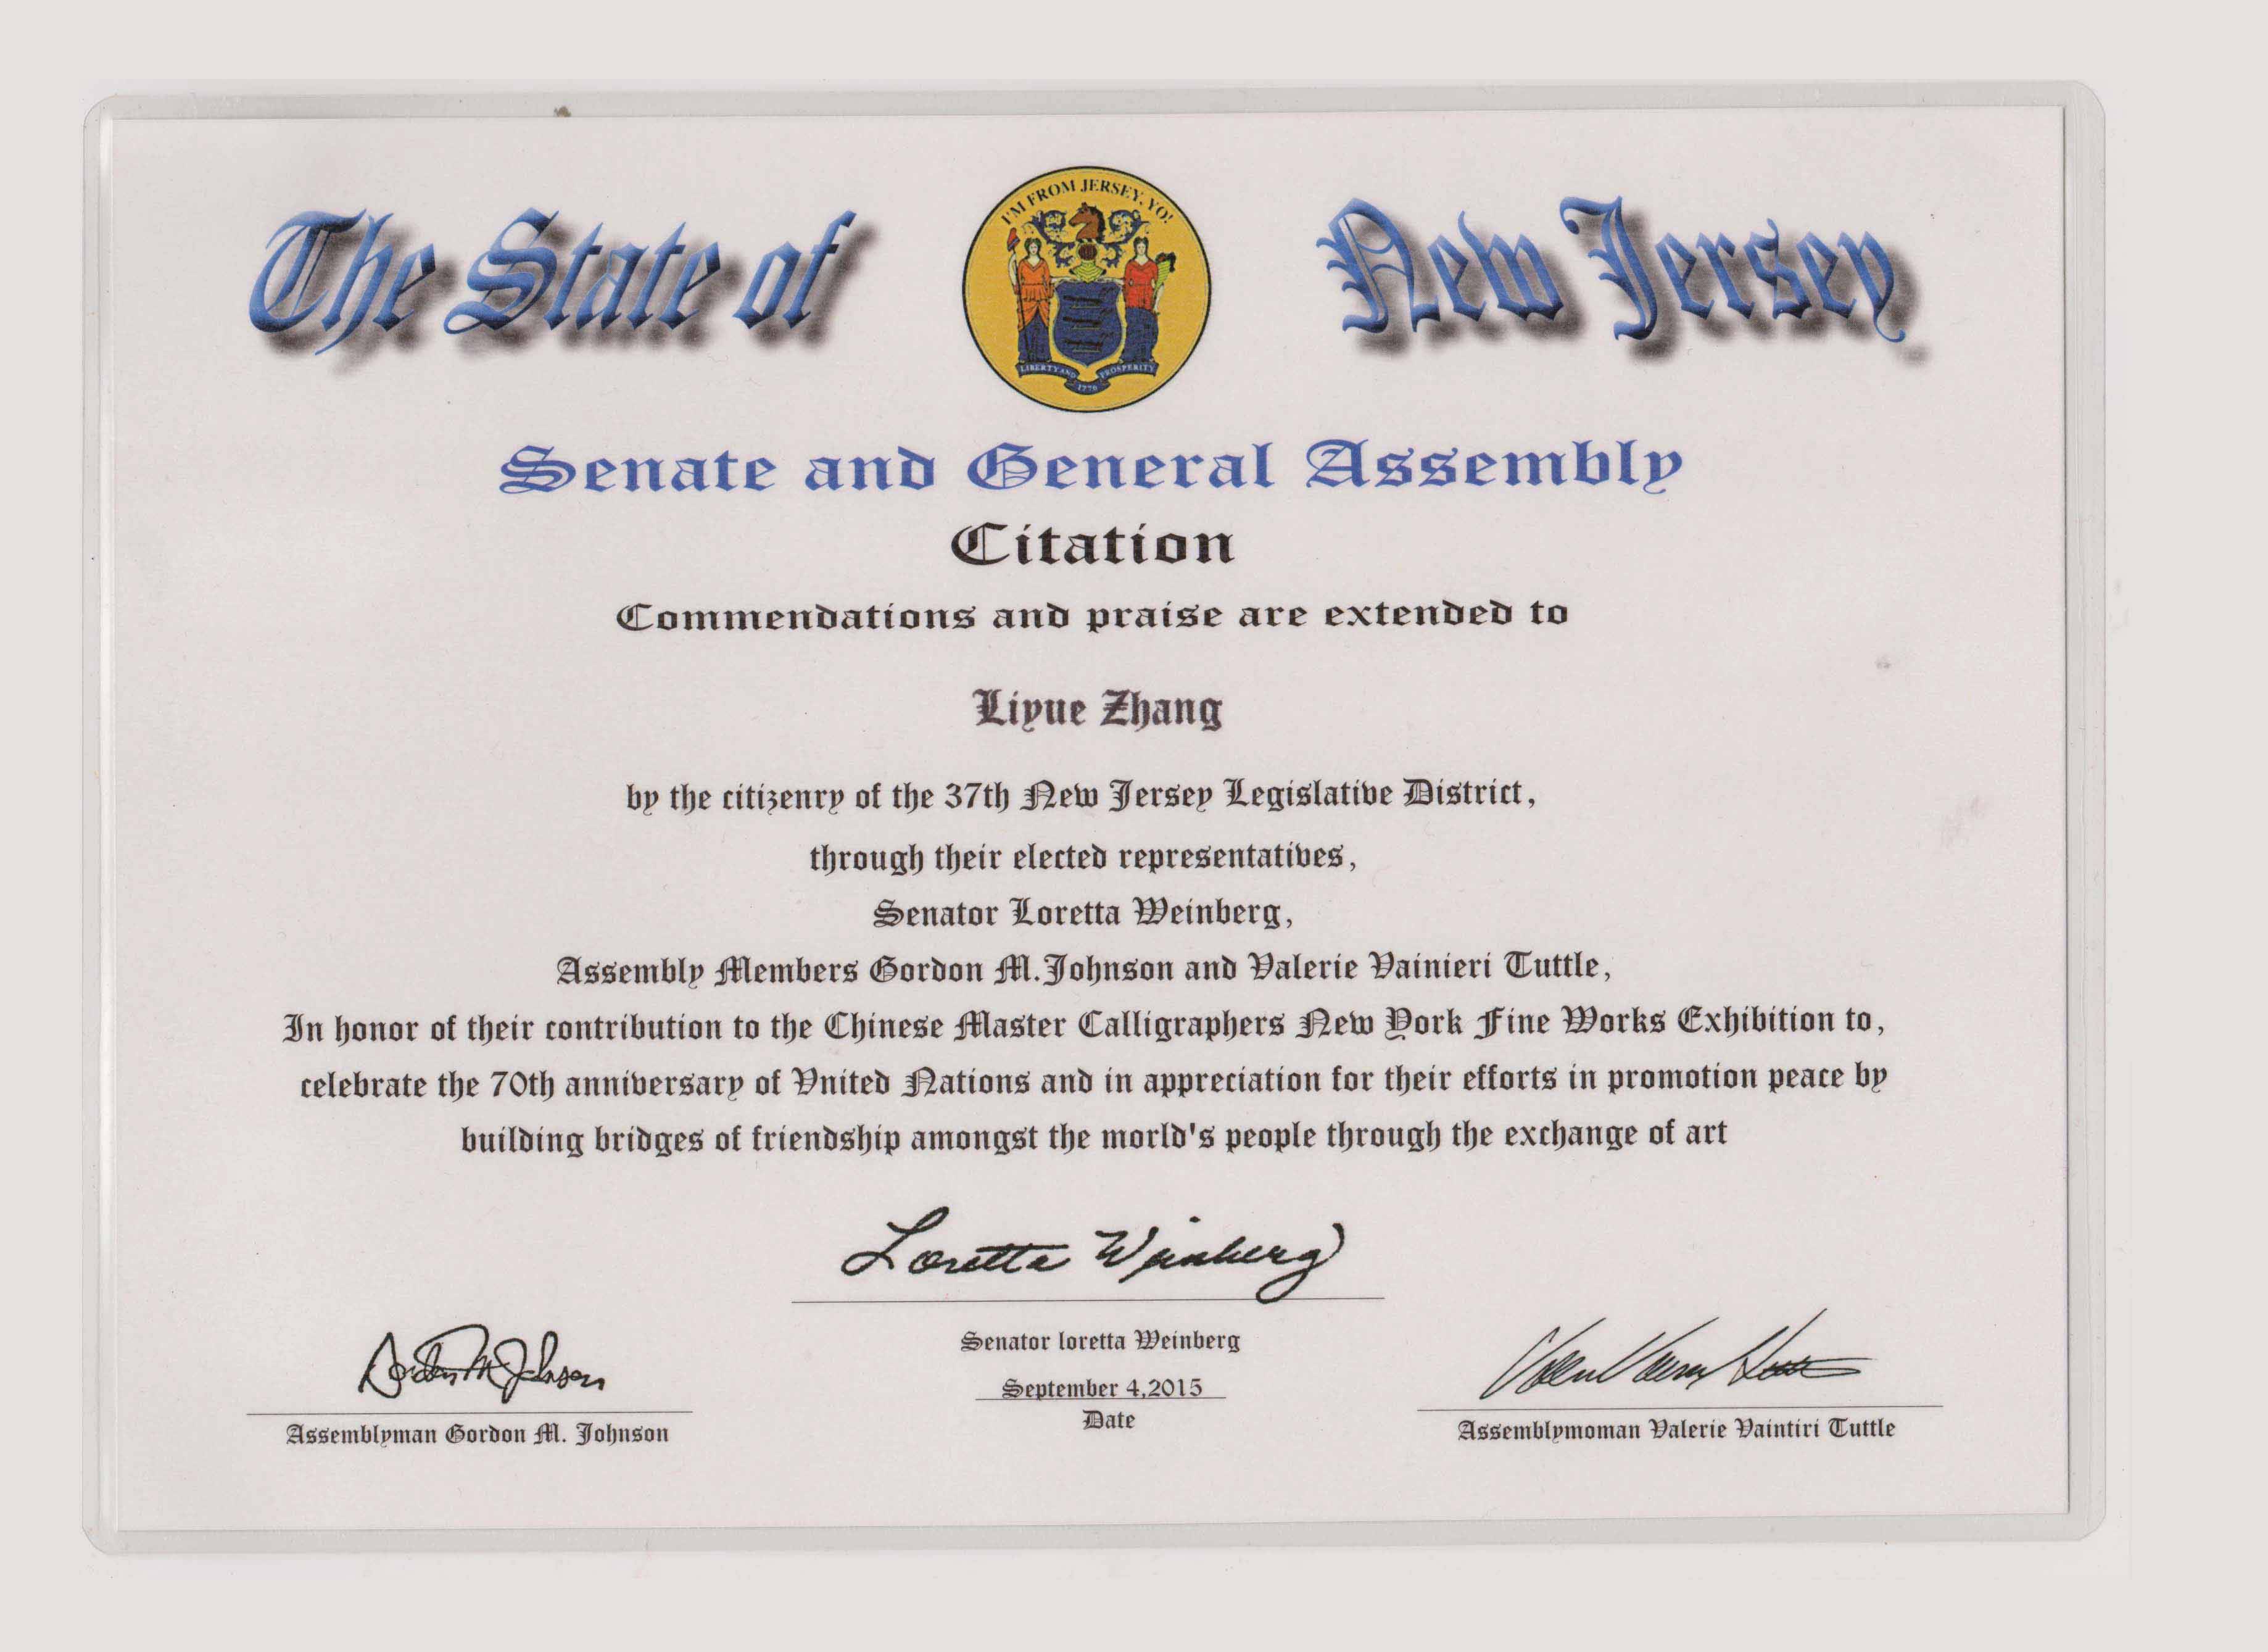 The State of New Jersey
I'M FROM JERSEY, YO!
LIBERTY AND PROSPERITY
Senate and General Assembly
Citation
Commendations and praise are extended to
Liyue Zhang
by the citizenry of the 37th New Jersey Legislative District,
through their elected representatives,
Senator Loretta Weinberg,
Assembly Members Gordon M.Johnson and Valerie Vainieri Tuttle,
In honor of their contribution to the Chinese Master Calligraphers New York Fine Works Exhibition to,
celebrate the 70th anniversary of Vnited Nations and in appreciation for their efforts in promotion peace by
building bridges of friendship amongst the morld's people through the exchange of art
Loretta Weinberg
Senator loretta Weinberg
Gordon M Johnson
September 4,2015
Date
Assemblyman Gordon M. Johnson
Assemblymoman Valerie Vaintiri Tuttle